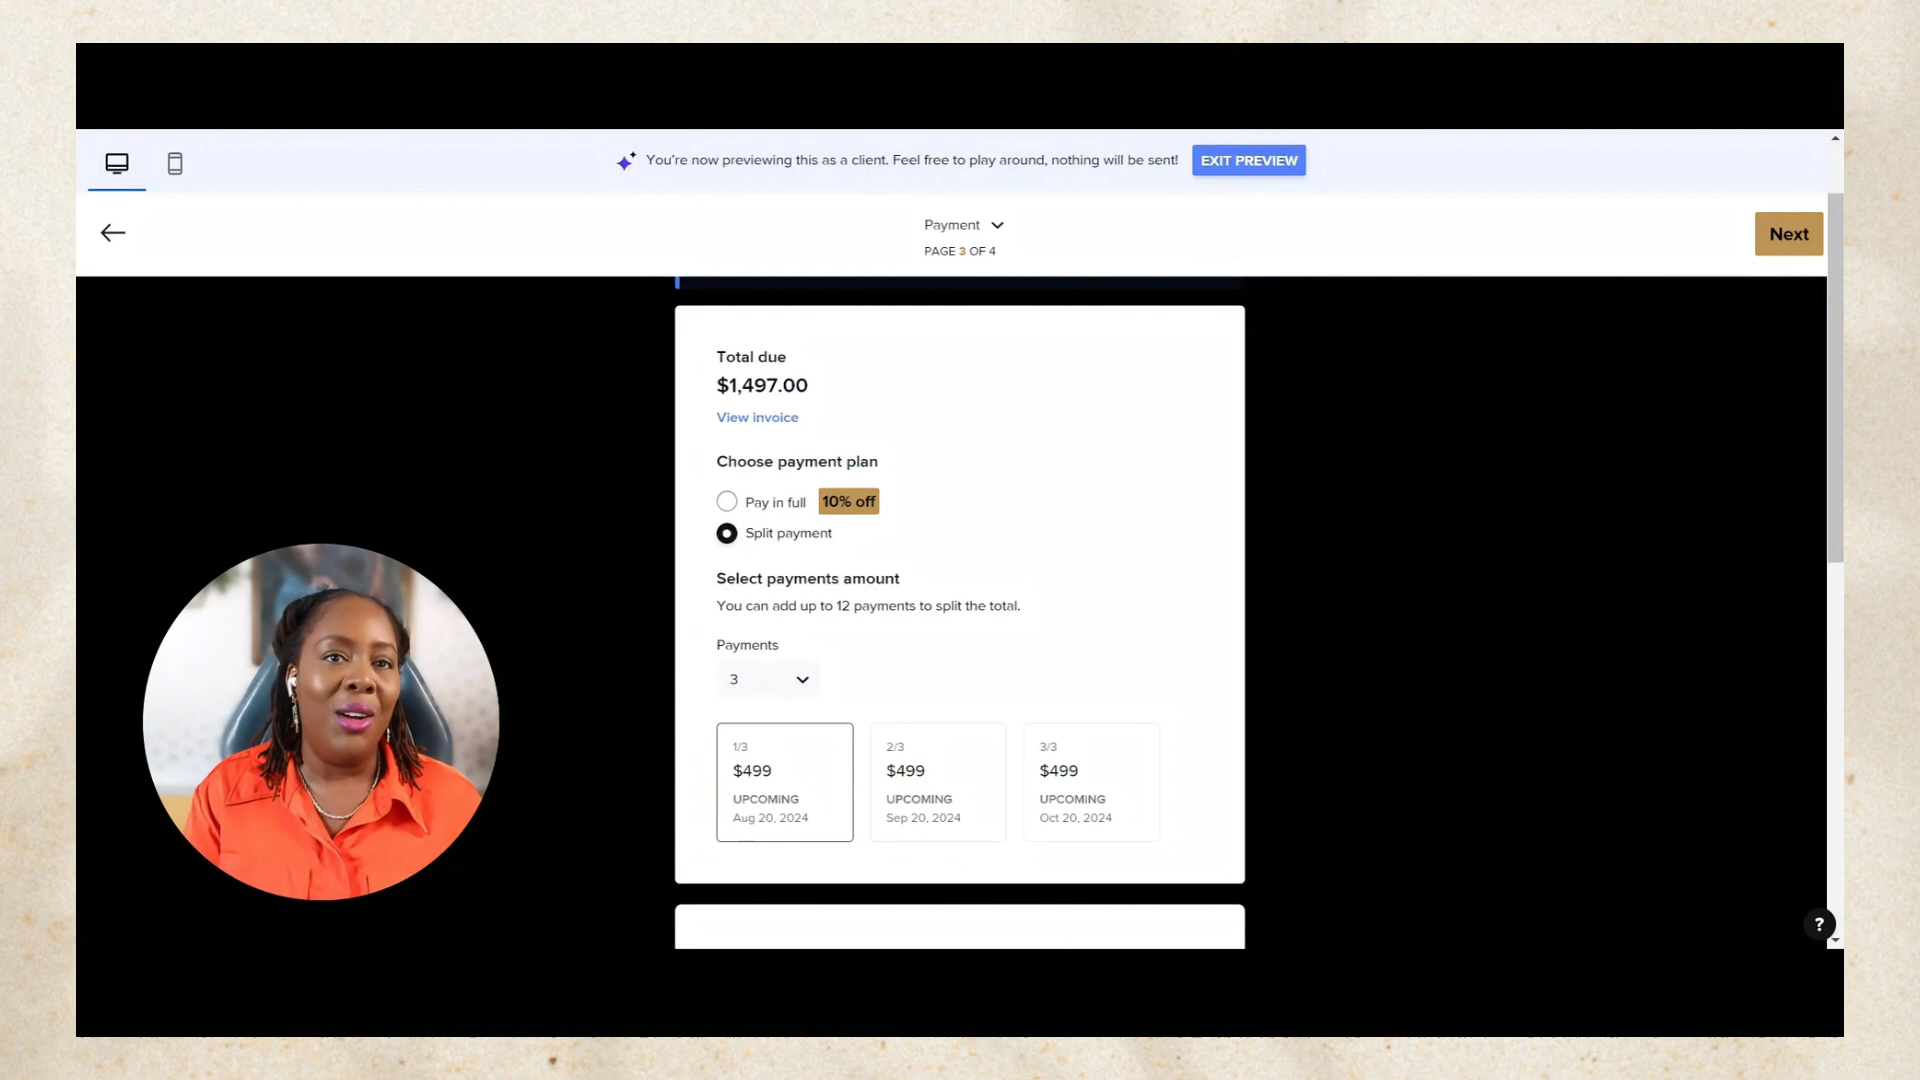 You're now previewing this as a client. Feel free to play around, nothing will be sent!
EXIT PREVIEW
Payment
PAGE 3 OF 4
Next
Total due
$1,497.00
View invoice
Choose payment plan
Pay in full 10% off
Split payment
Select payments amount
You can add up to 12 payments to split the total.
Payments
3
1/3
$499
UPCOMING
Aug 20, 2024
2/3
$499
UPCOMING
Sep 20, 2024
3/3
$499
UPCOMING
Oct 20, 2024
?